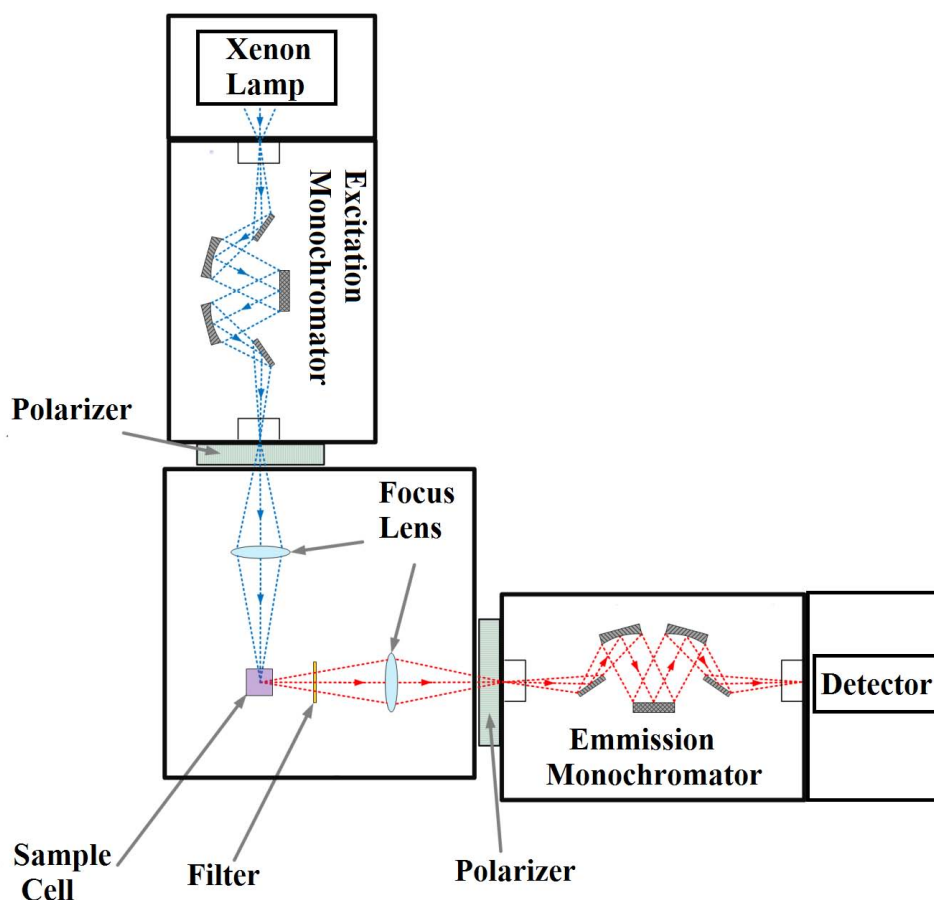 Xenon
Lamp
Excitation
Monochromator
Polarizer
Focus
Lens
Detector
Emmission
Monochromator
Sample
Cell
Filter
Polarizer